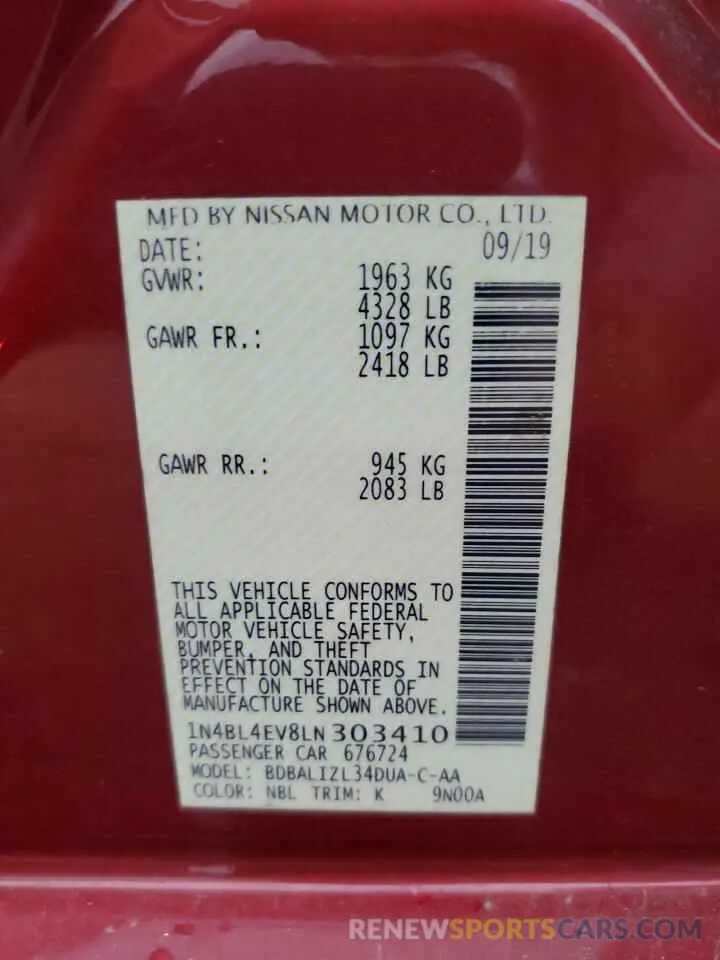 MFD BY NISSAN MOTOR CO., LTD.
DATE: 09/19
GVWR: 1963 KG
4328 LB
GAWR FR.: 1097 KG
2418 LB
GAWR RR.: 945 KG
2083 LB
THIS VEHICLE CONFORMS TO
ALL APPLICABLE FEDERAL
MOTOR VEHICLE SAFETY,
BUMPER, AND THEFT
PREVENTION STANDARDS IN
EFFECT ON THE DATE OF
MANUFACTURE SHOWN ABOVE.
1N4BL4EV8LN303410
PASSENGER CAR 676724
MODEL: BDBALIZL34DUA-C-AA
COLOR: NBL TRIM: K 9N00A
RENEWSPORTSCARS.COM